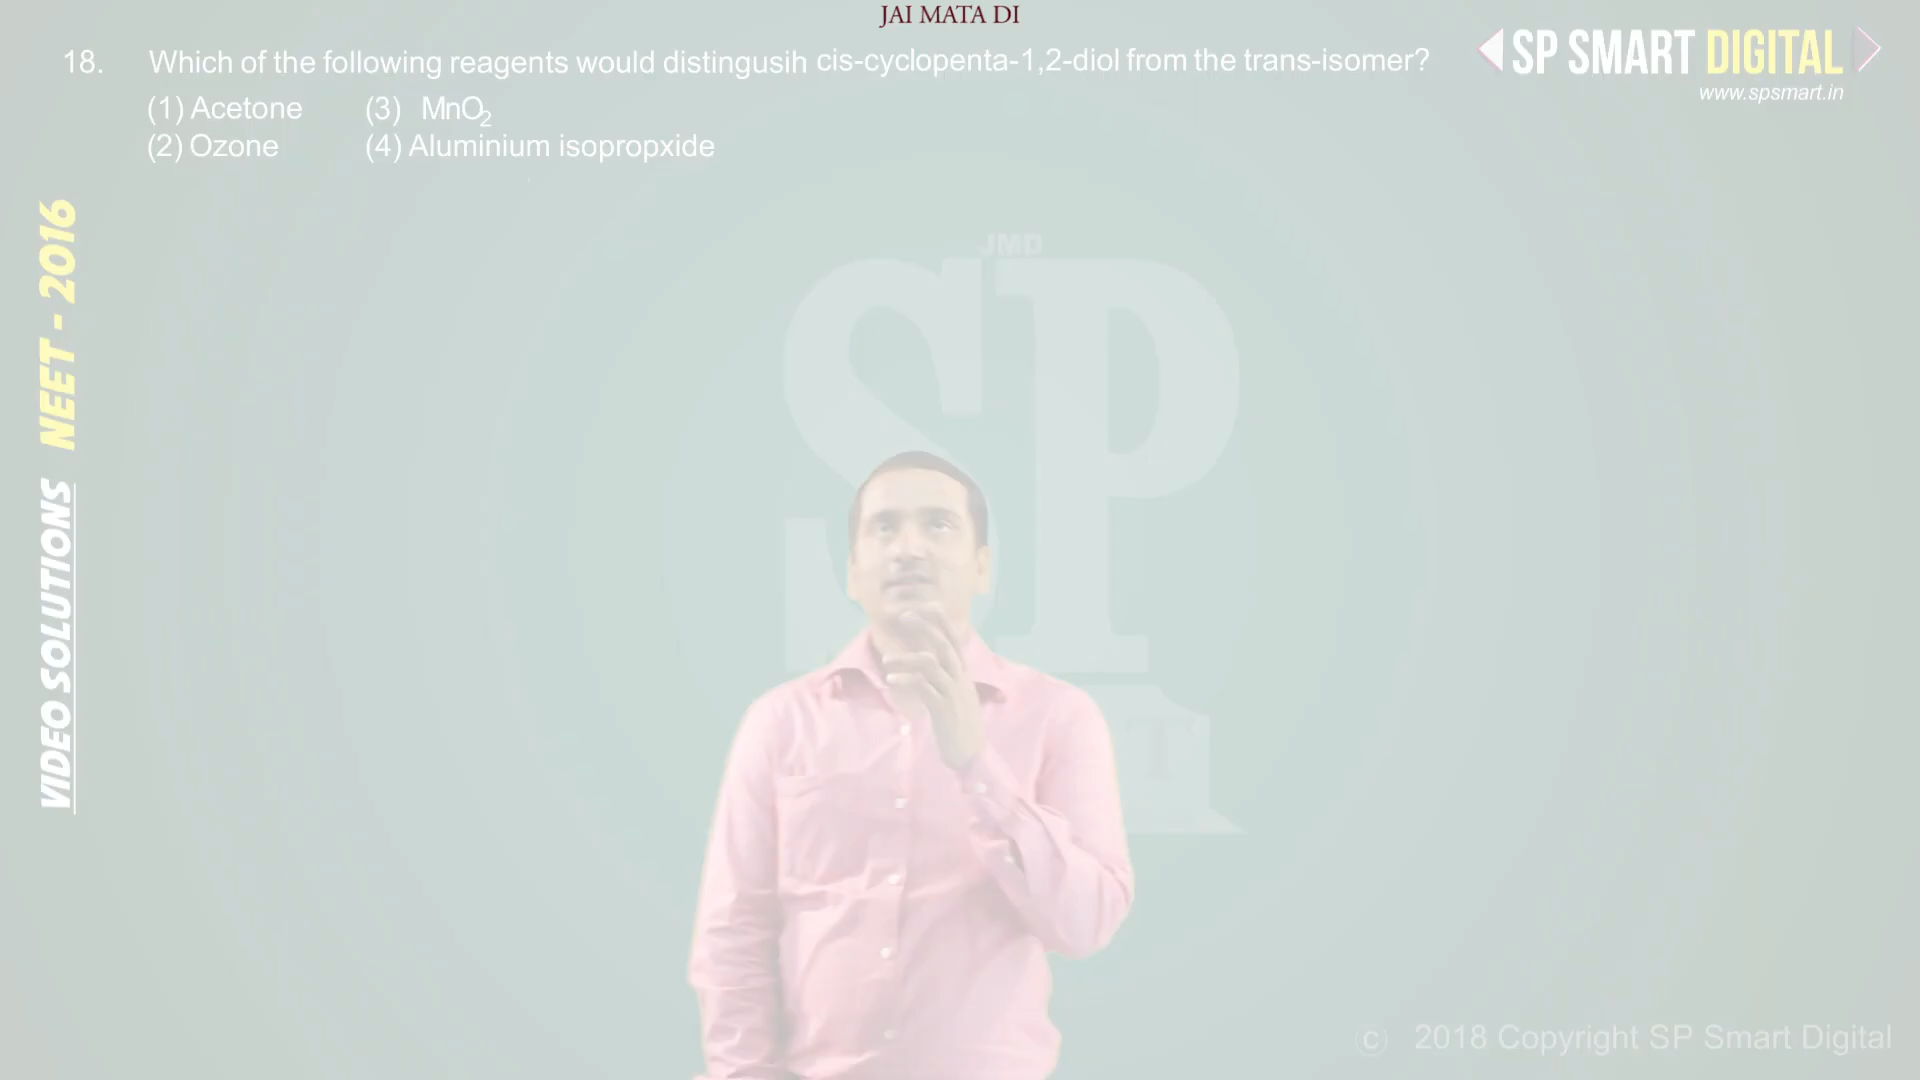 JAI MATA DI
18. Which of the following reagents would distingusih cis-cyclopenta-1,2-diol from the trans-isomer?
(1) Acetone (3) MnO₂
(2) Ozone (4) Aluminium isopropxide
SP SMART DIGITAL
www.spsmart.in
VIDEO SOLUTIONS NEET - 2016
JMD
SP
T
(c) 2018 Copyright SP Smart Digital